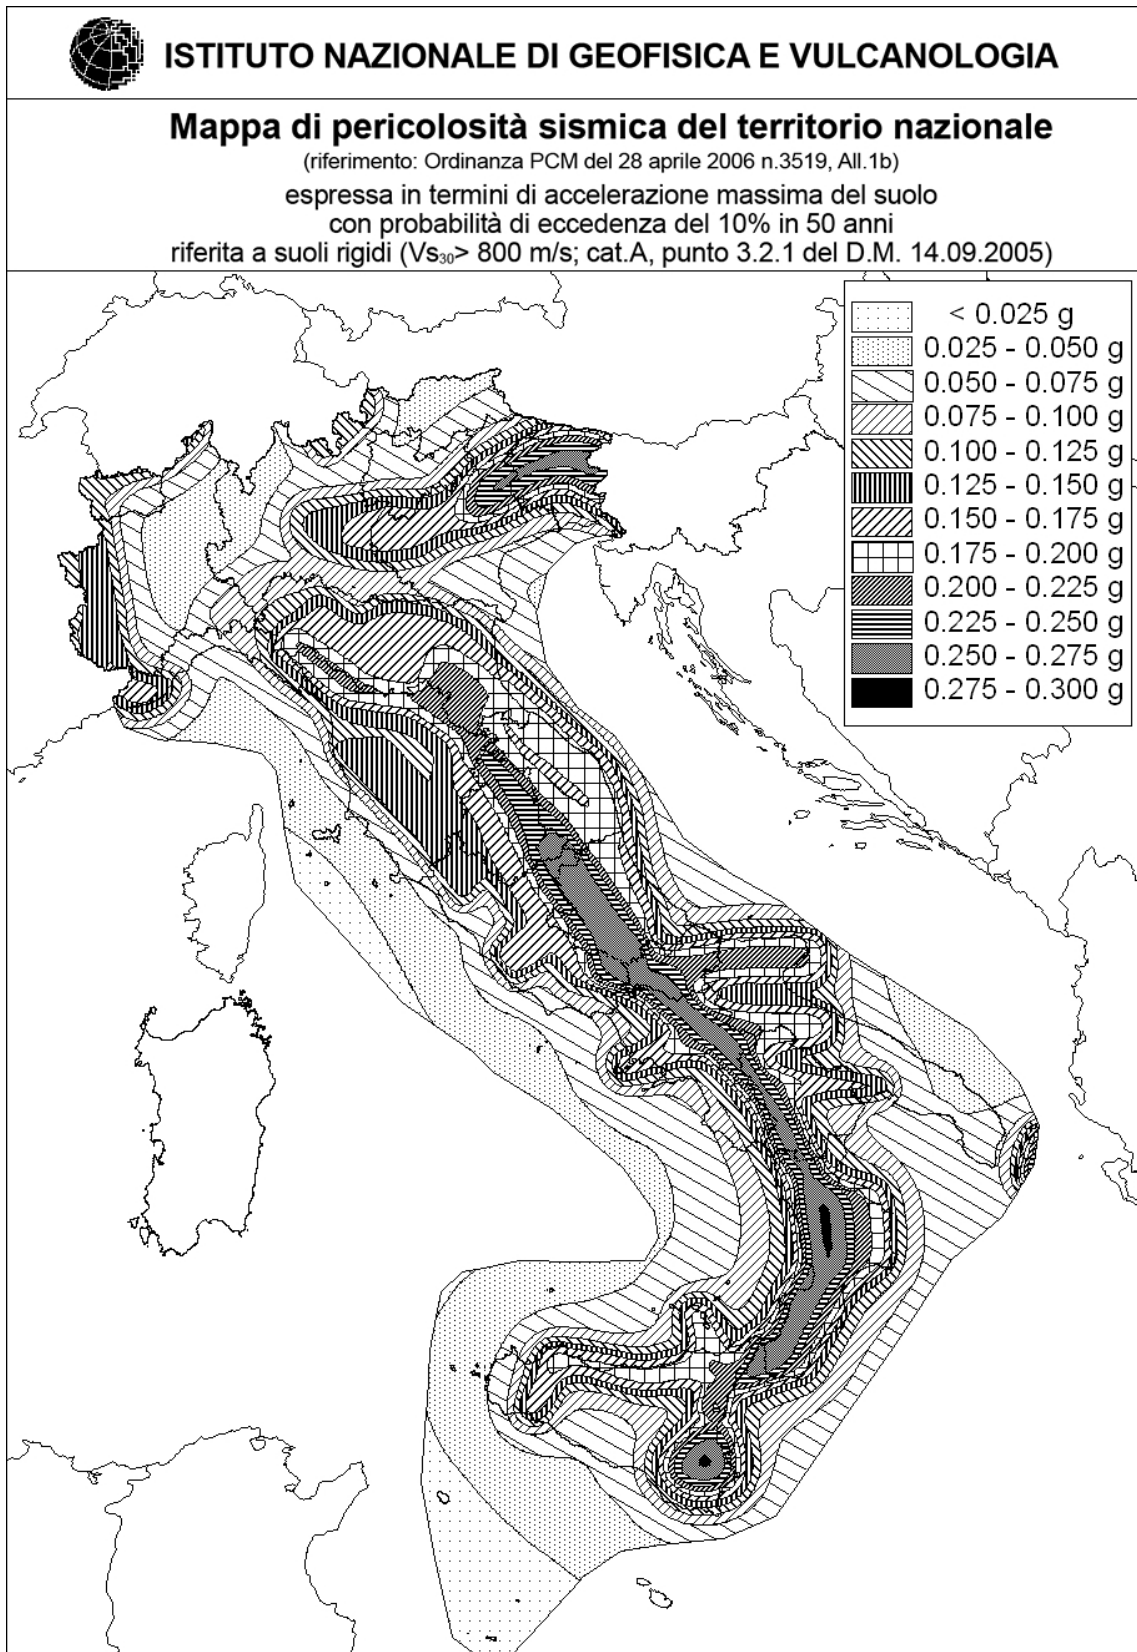 ISTITUTO NAZIONALE DI GEOFISICA E VULCANOLOGIA
Mappa di pericolosità sismica del territorio nazionale
(riferimento: Ordinanza PCM del 28 aprile 2006 n.3519, All.1b)
espressa in termini di accelerazione massima del suolo
con probabilità di eccedenza del 10% in 50 anni
riferita a suoli rigidi (Vs30> 800 m/s; cat.A, punto 3.2.1 del D.M. 14.09.2005)
< 0.025 g
0.025 - 0.050 g
0.050 - 0.075 g
0.075 - 0.100 g
0.100 - 0.125 g
0.125 - 0.150 g
0.150 - 0.175 g
0.175 - 0.200 g
0.200 - 0.225 g
0.225 - 0.250 g
0.250 - 0.275 g
0.275 - 0.300 g